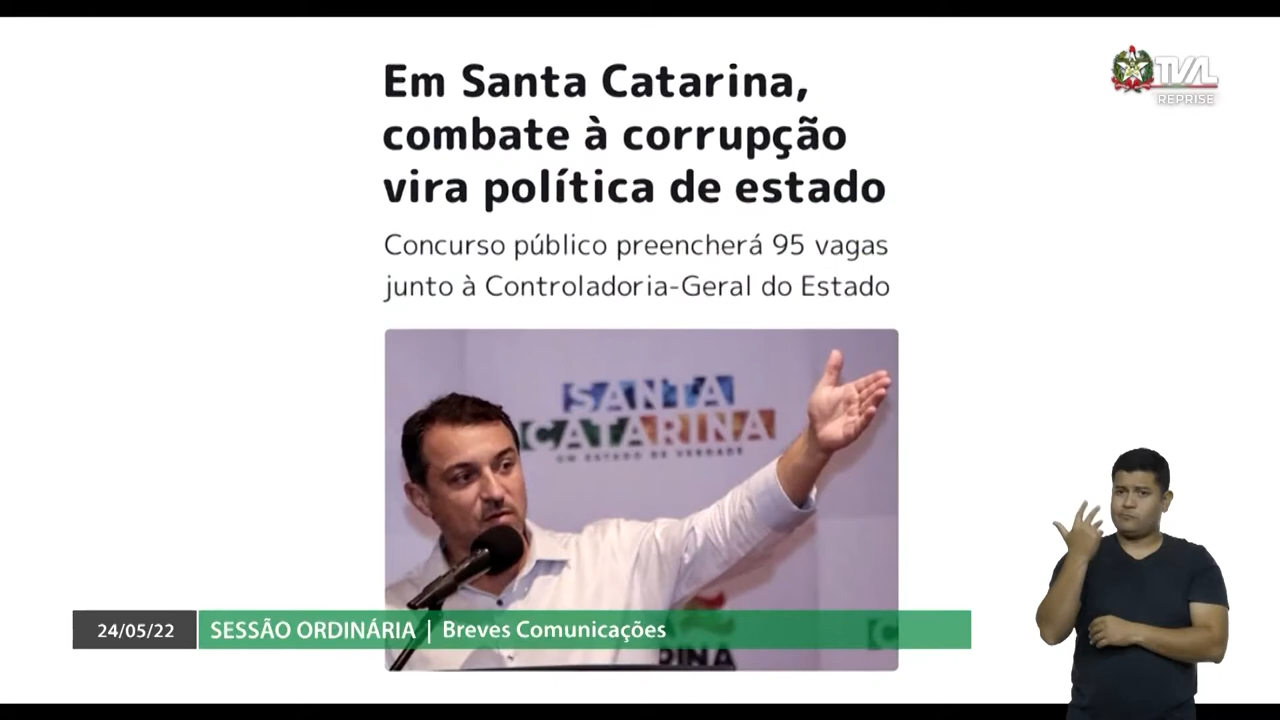 Em Santa Catarina,
combate à corrupção
vira política de estado
Concurso público preencherá 95 vagas
junto à Controladoria-Geral do Estado
TVAL
REPRISE
SANTA
CATARINA
UM ESTADO DE VERDADE
24/05/22
SESSÃO ORDINÁRIA | Breves Comunicações